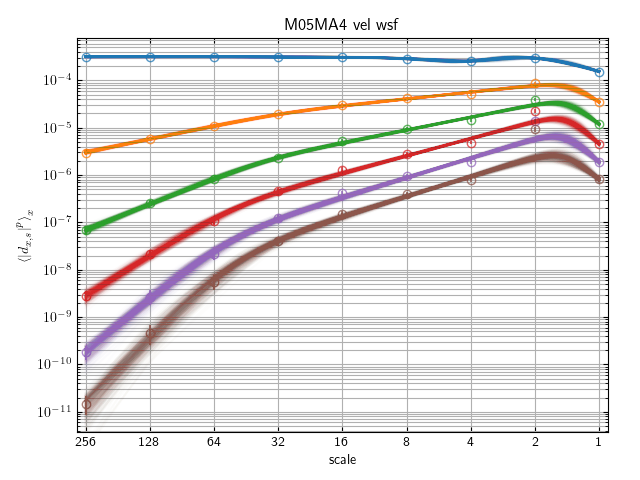 M05MA4 vel wsf
⟨|d_{x,s}|^p⟩_x
10^{-4}
10^{-5}
10^{-6}
10^{-7}
10^{-8}
10^{-9}
10^{-10}
10^{-11}
256 128 64 32 16 8 4 2 1
scale